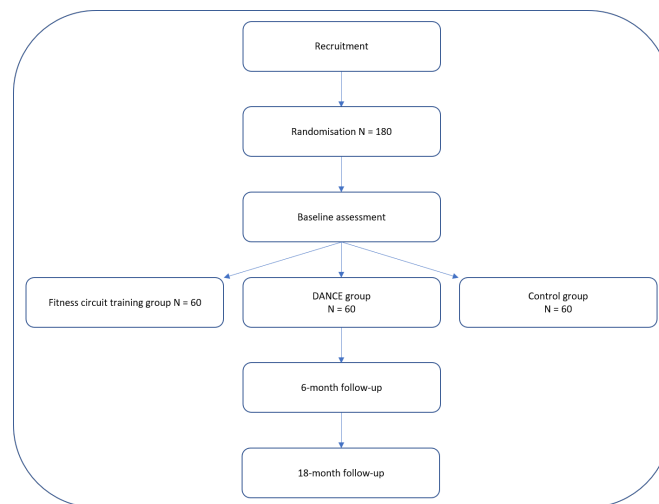 Recruitment
Randomisation N = 180
Baseline assessment
Fitness circuit training group N = 60
DANCE group
N = 60
Control group
N = 60
6-month follow-up
18-month follow-up